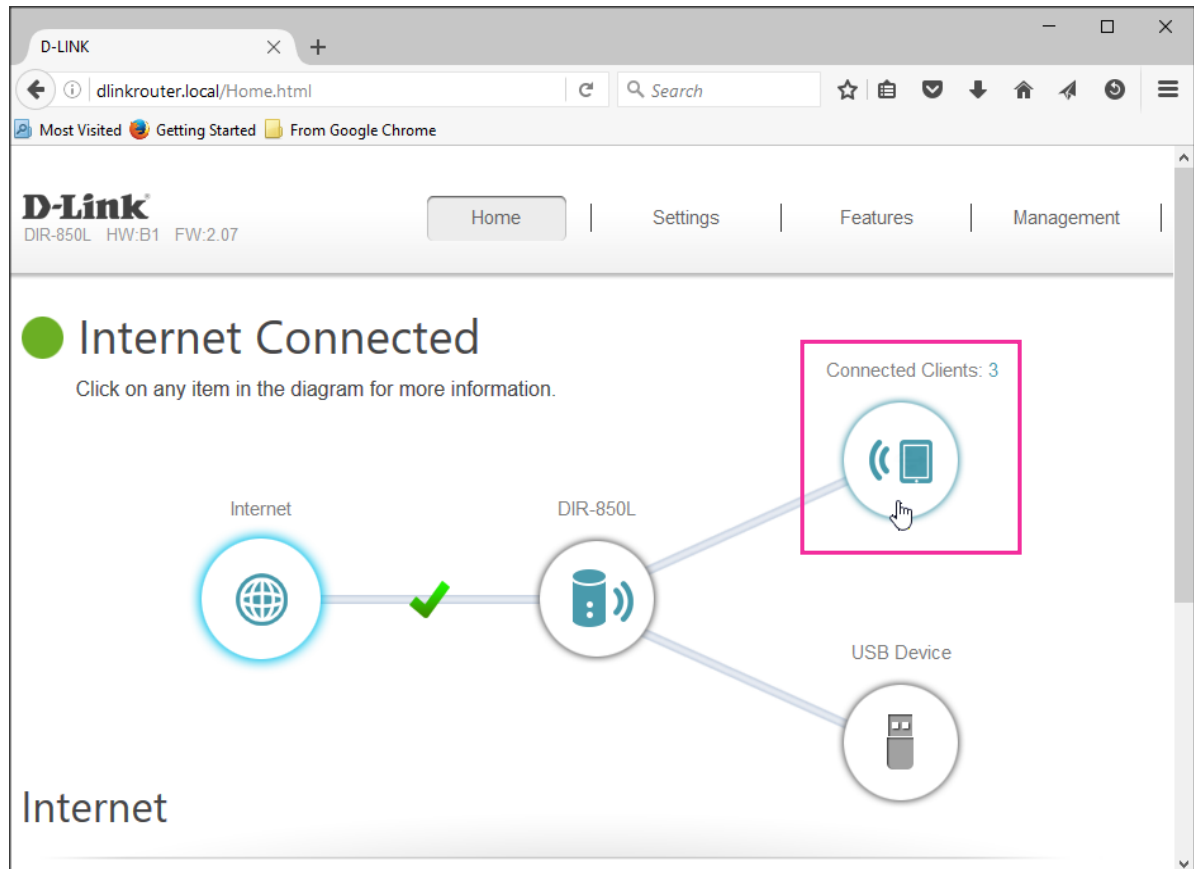 D-LINK
dlinkrouter.local/Home.html
Search
Most Visited Getting Started From Google Chrome
D-Link
DIR-850L HW:B1 FW:2.07
Home Settings Features Management
Internet Connected
Click on any item in the diagram for more information.
Connected Clients: 3
Internet
DIR-850L
USB Device
Internet